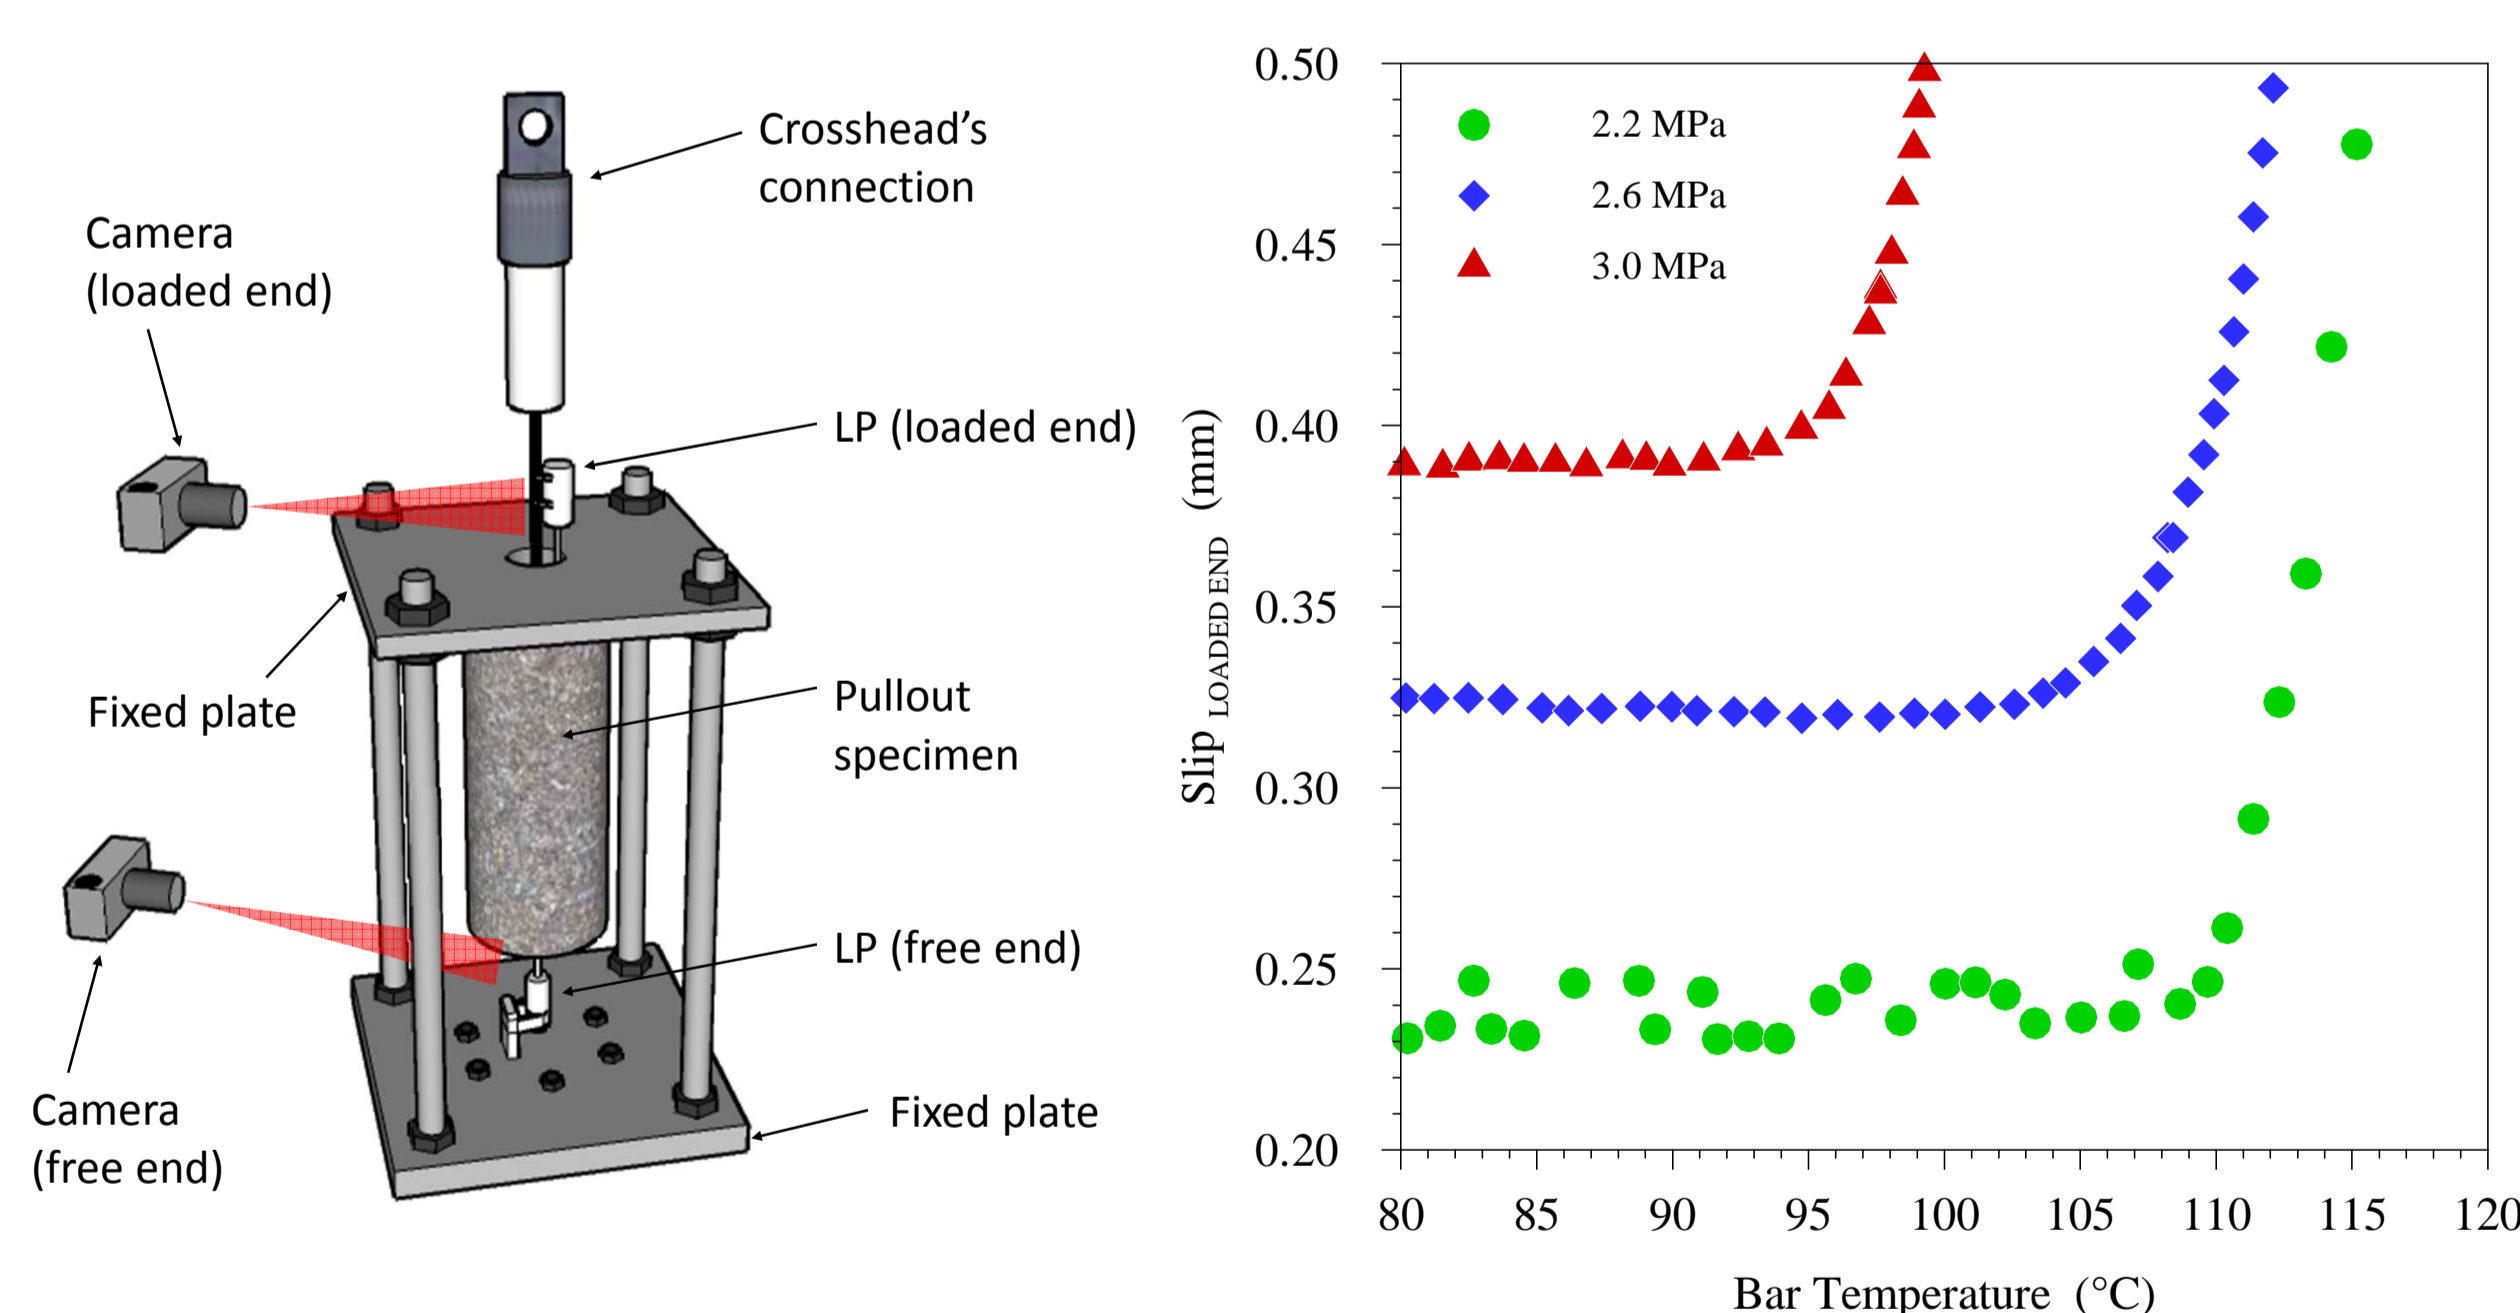 Crosshead’s
connection
Camera
(loaded end)
LP (loaded end)
Fixed plate
Pullout
specimen
LP (free end)
Camera
(free end)
Fixed plate
0.50
0.45
0.40
0.35
0.30
0.25
0.20
Slip LOADED END (mm)
2.2 MPa
2.6 MPa
3.0 MPa
80 85 90 95 100 105 110 115 120
Bar Temperature (°C)